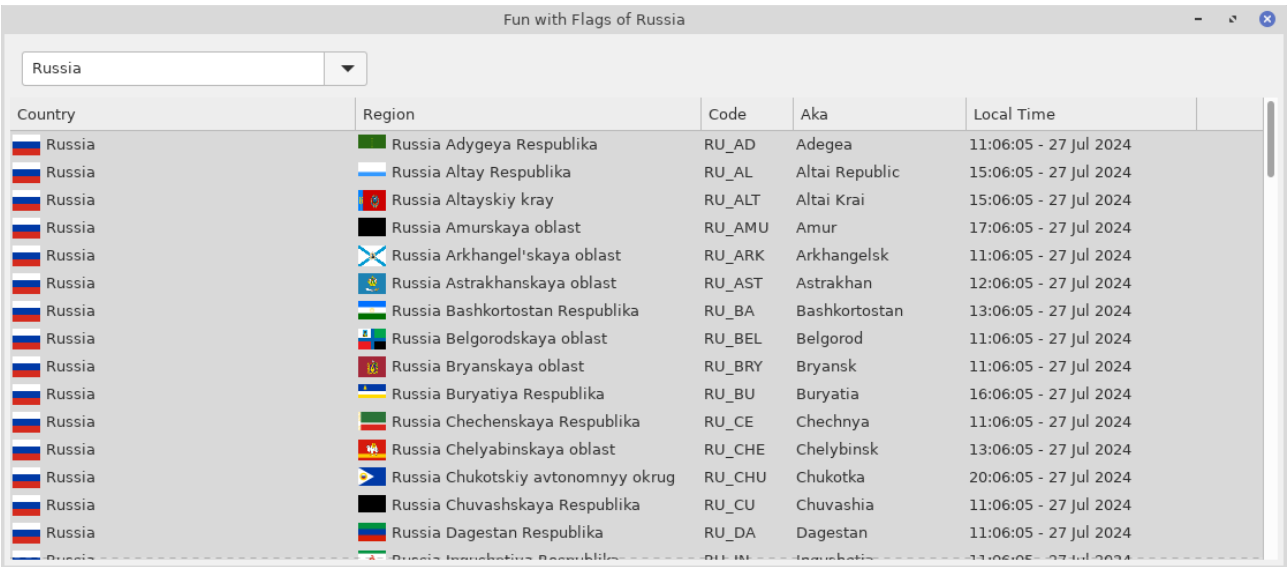 Fun with Flags of Russia
Russia
Country Region Code Aka Local Time
Russia Russia Adygeya Respublika RU_AD Adegea 11:06:05 - 27 Jul 2024
Russia Russia Altay Respublika RU_AL Altai Republic 15:06:05 - 27 Jul 2024
Russia Russia Altayskiy kray RU_ALT Altai Krai 15:06:05 - 27 Jul 2024
Russia Russia Amurskaya oblast RU_AMU Amur 17:06:05 - 27 Jul 2024
Russia Russia Arkhangel'skaya oblast RU_ARK Arkhangelsk 11:06:05 - 27 Jul 2024
Russia Russia Astrakhanskaya oblast RU_AST Astrakhan 12:06:05 - 27 Jul 2024
Russia Russia Bashkortostan Respublika RU_BA Bashkortostan 13:06:05 - 27 Jul 2024
Russia Russia Belgorodskaya oblast RU_BEL Belgorod 11:06:05 - 27 Jul 2024
Russia Russia Bryanskaya oblast RU_BRY Bryansk 11:06:05 - 27 Jul 2024
Russia Russia Buryatiya Respublika RU_BU Buryatia 16:06:05 - 27 Jul 2024
Russia Russia Chechenskaya Respublika RU_CE Chechnya 11:06:05 - 27 Jul 2024
Russia Russia Chelyabinskaya oblast RU_CHE Chelybinsk 13:06:05 - 27 Jul 2024
Russia Russia Chukotskiy avtonomnyy okrug RU_CHU Chukotka 20:06:05 - 27 Jul 2024
Russia Russia Chuvashskaya Respublika RU_CU Chuvashia 11:06:05 - 27 Jul 2024
Russia Russia Dagestan Respublika RU_DA Dagestan 11:06:05 - 27 Jul 2024